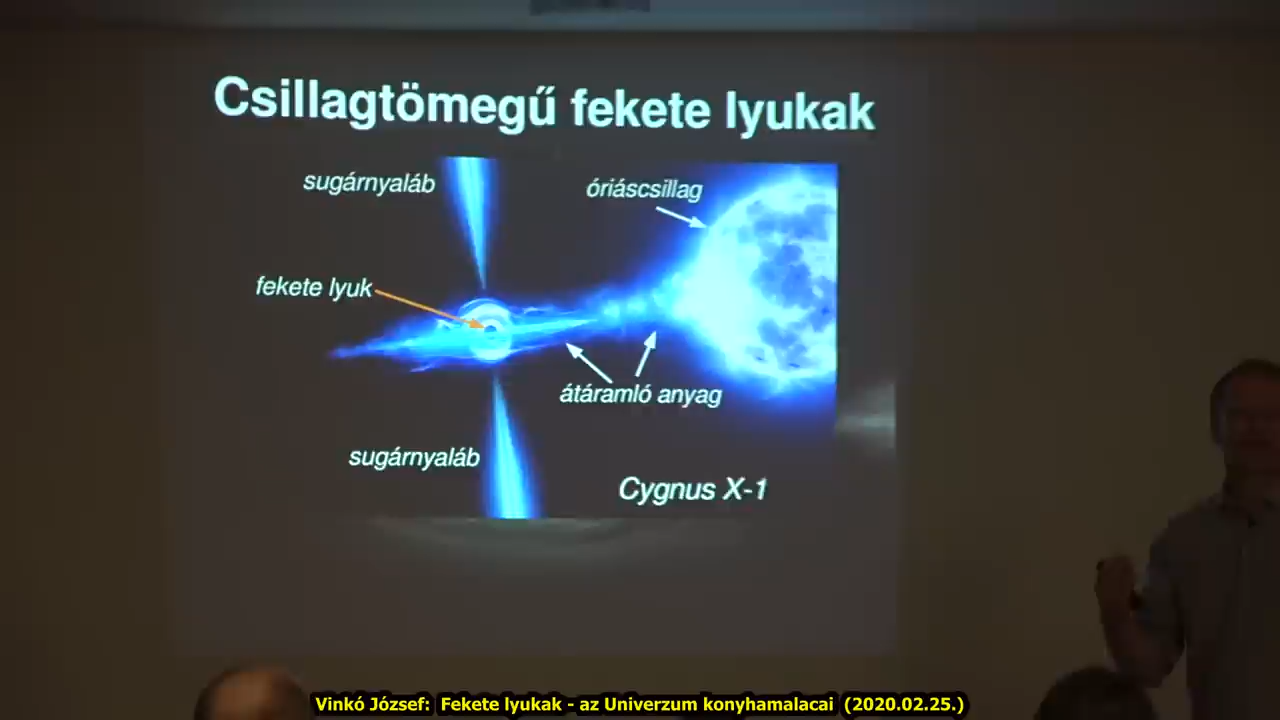 Csillagtömegű fekete lyukak
sugárnyaláb
óriáscsillag
fekete lyuk
átáramló anyag
sugárnyaláb
Cygnus X-1
Vinkó József: Fekete lyukak - az Univerzum konyhamalacai (2020.02.25.)